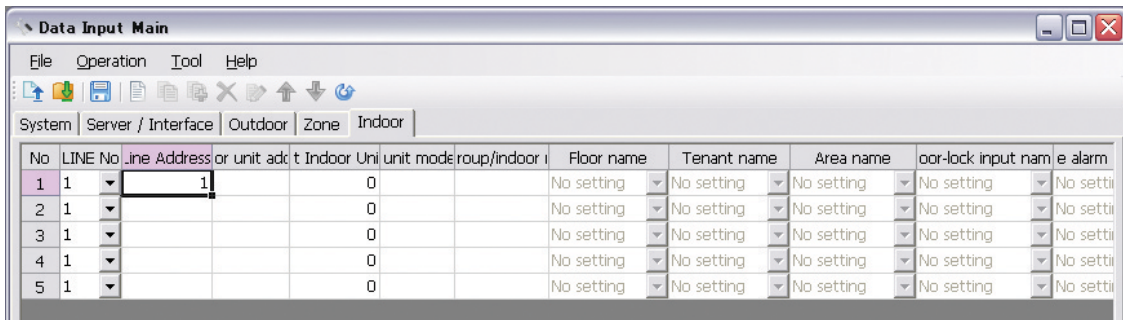 Data Input Main
File Operation Tool Help
System Server / Interface Outdoor Zone Indoor
No LINE No Line Address or unit add t Indoor Uni unit mode roup/indoor Floor name Tenant name Area name oor-lock input nam e alarm
1 1 1 0 No setting No setting No setting No setting No setti
2 1 0 No setting No setting No setting No setting No setti
3 1 0 No setting No setting No setting No setting No setti
4 1 0 No setting No setting No setting No setting No setti
5 1 0 No setting No setting No setting No setting No setti